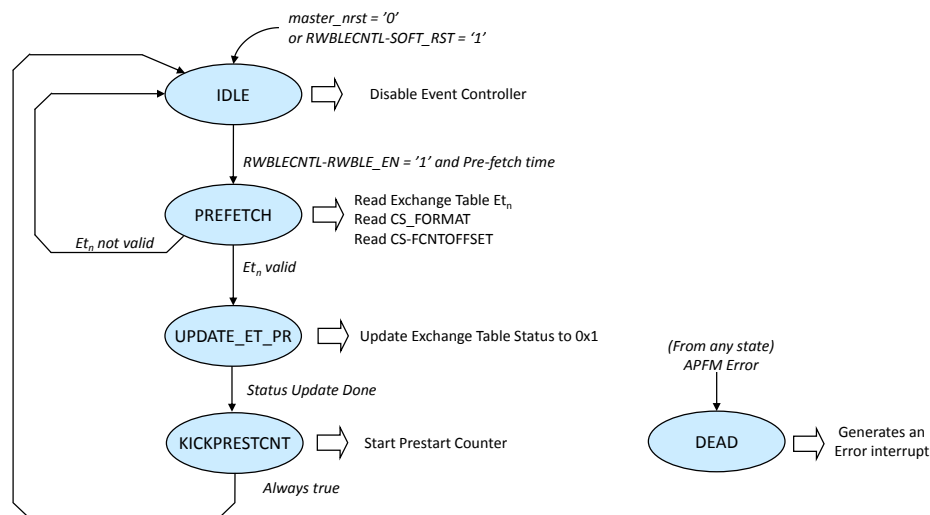 master_nrst = ’0’
or RWBLECNTL-SOFT_RST = ‘1’
IDLE
Disable Event Controller
RWBLECNTL-RWBLE_EN = ’1’ and Pre-fetch time
PREFETCH
Read Exchange Table Etn
Read CS_FORMAT
Read CS-FCNTOFFSET
Etn not valid
Etn valid
UPDATE_ET_PR
Update Exchange Table Status to 0x1
Status Update Done
KICKPRESTCNT
Start Prestart Counter
Always true
(From any state)
APFM Error
DEAD
Generates an
Error interrupt